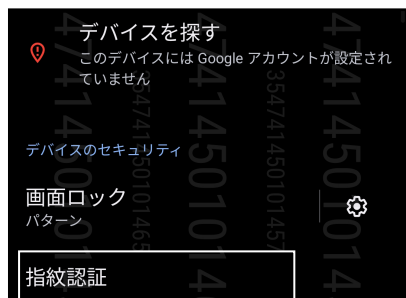 デバイスを探す
このデバイスには Google アカウントが設定され
ていません
デバイスのセキュリティ
画面ロック
パターン
指紋認証